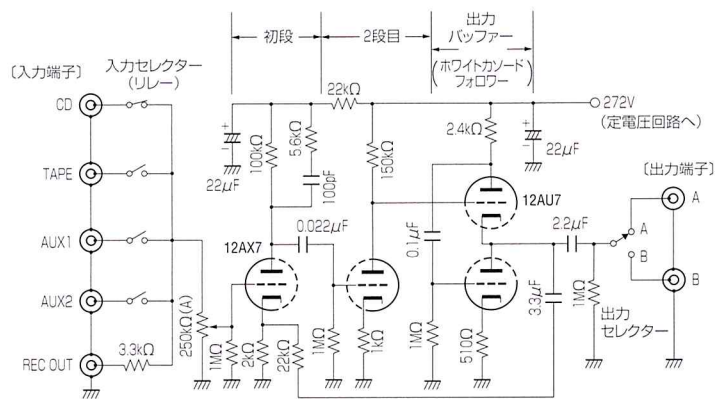 初段
2段目
出力
バッファー
(ホワイトカソード
フォロワー)
〔入力端子〕
入力セレクター
(リレー)
CD
TAPE
AUX1
AUX2
REC OUT
3.3kΩ
250kΩ(A)
1MΩ
2kΩ
22kΩ
22μF
100kΩ
5.6kΩ
100pF
12AX7
0.022μF
22kΩ
150kΩ
1MΩ
1kΩ
2.4kΩ
22μF
272V
(定電圧回路へ)
12AU7
0.1μF
1MΩ
510Ω
3.3μF
2.2μF
1MΩ
A
B
出力
セレクター
〔出力端子〕
A
B